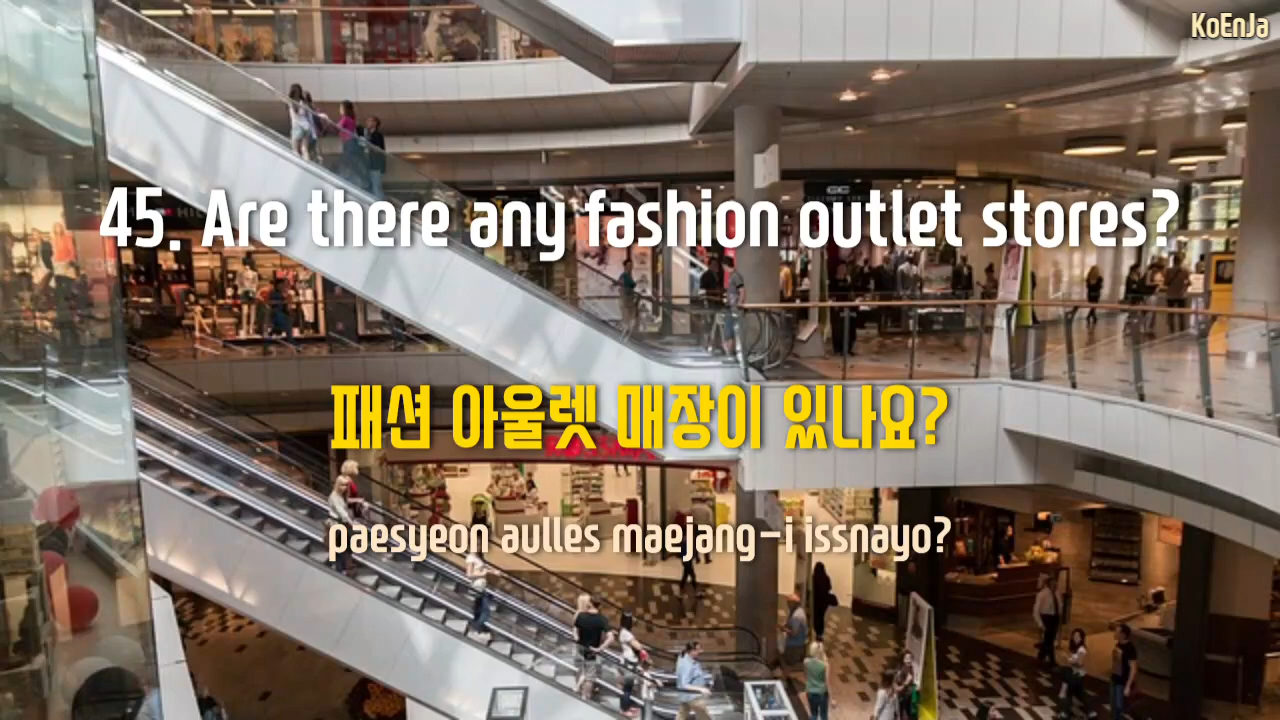 KoEnJa
45. Are there any fashion outlet stores?
패션 아울렛 매장이 있나요?
paesyeon aulles maejang-i issnayo?